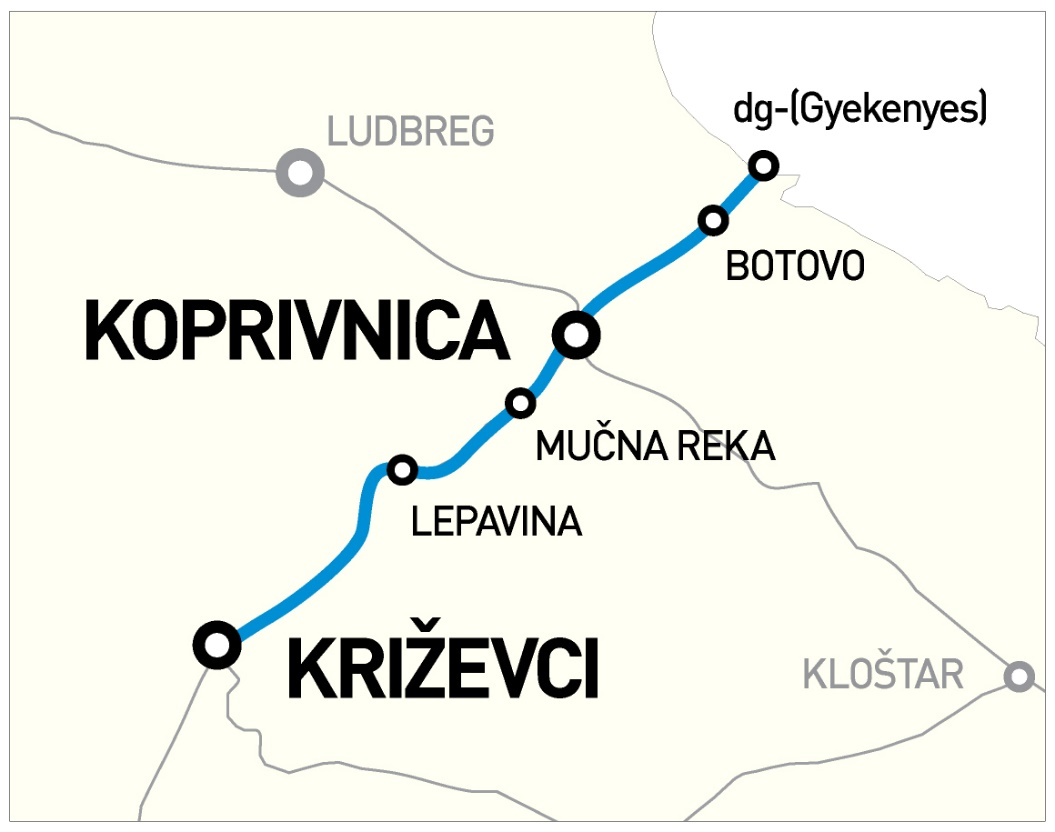 dg-(Gyekenyes)
LUDBREG
BOTOVO
KOPRIVNICA
MUČNA REKA
LEPAVINA
KRIŽEVCI
KLOŠTAR